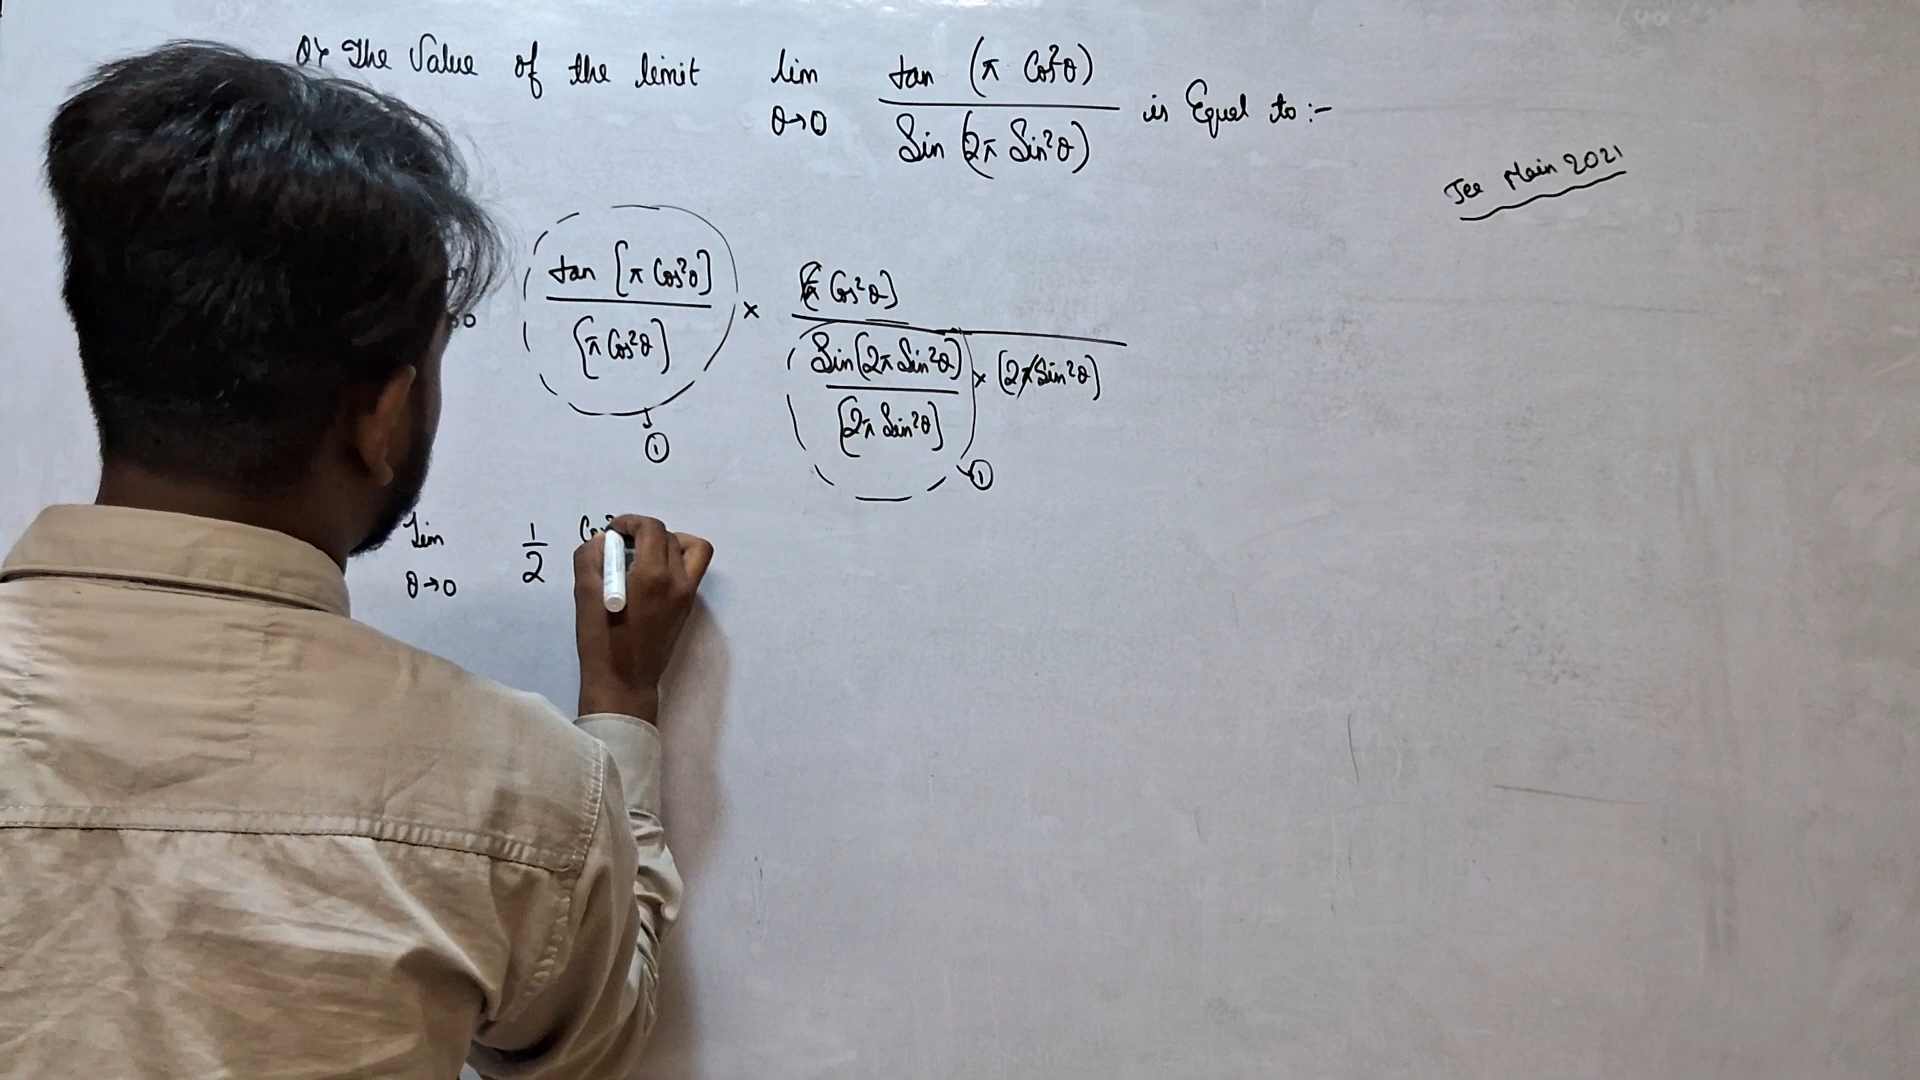 Q) The Value of the limit lim θ→0 tan (π Cos²θ) / Sin (2π Sin²θ) is Equal to :-
Jee Main 2021
tan [π Cos²θ] / [π Cos²θ] × [π Cos²θ] / Sin[2π Sin²θ] / [2π Sin²θ] × [2π Sin²θ]
① ①
Lim θ→0 1/2